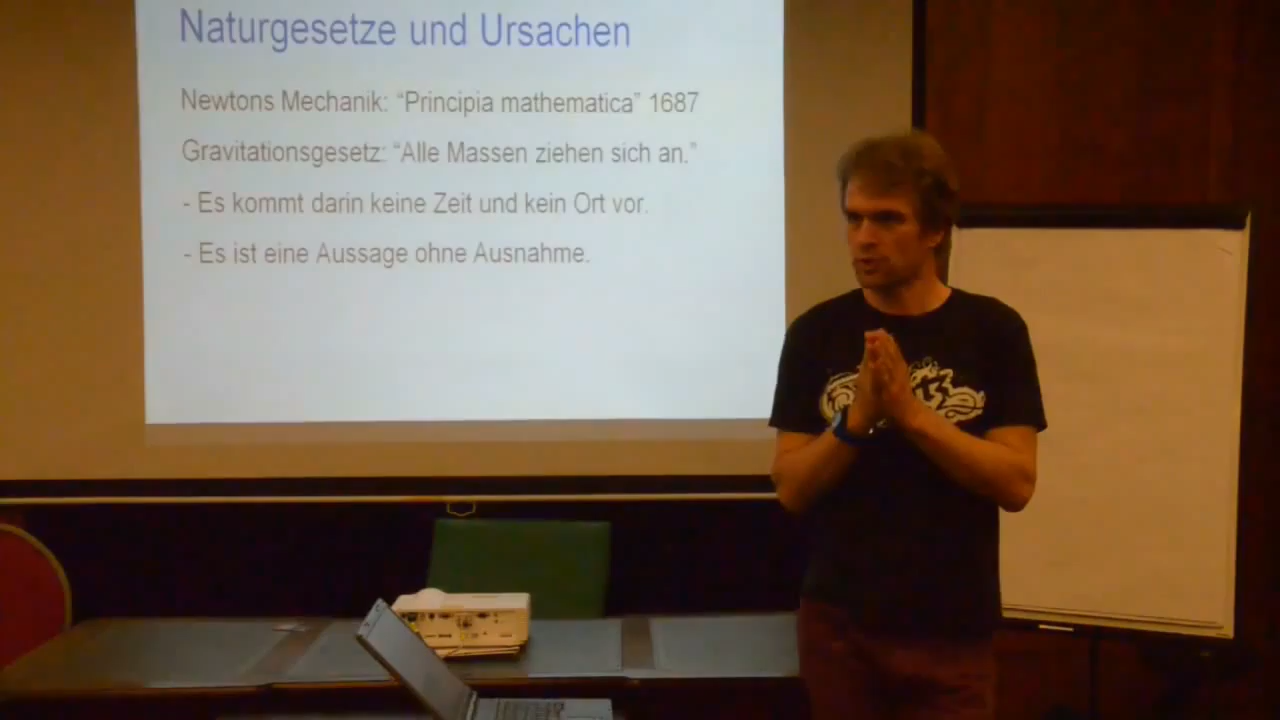 Naturgesetze und Ursachen
Newtons Mechanik: “Principia mathematica” 1687
Gravitationsgesetz: “Alle Massen ziehen sich an.”
- Es kommt darin keine Zeit und kein Ort vor.
- Es ist eine Aussage ohne Ausnahme.